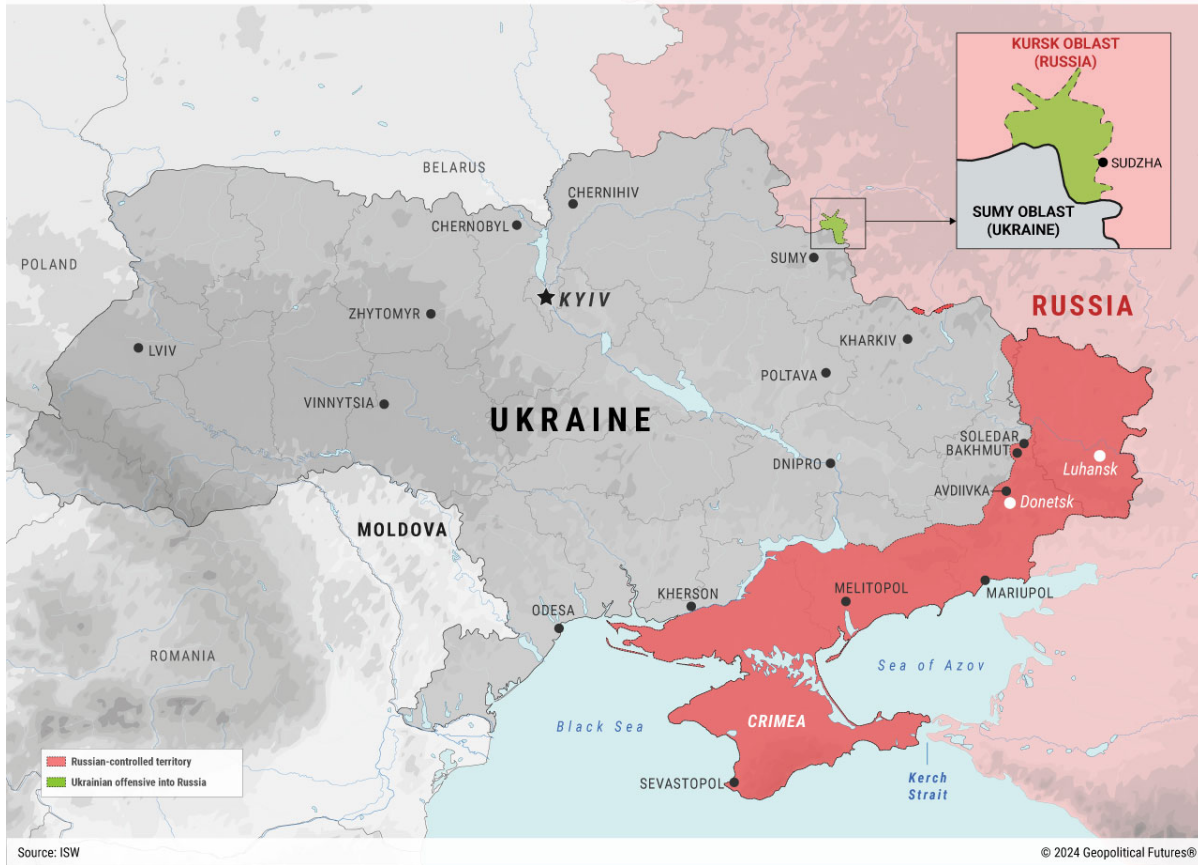 KURSK OBLAST
(RUSSIA)
SUDZHA
SUMY OBLAST
(UKRAINE)
BELARUS
CHERNIHIV
CHERNOBYL
POLAND
SUMY
KYIV
RUSSIA
ZHYTOMYR
KHARKIV
LVIV
POLTAVA
VINNYTSIA
UKRAINE
SOLEDAR
BAKHMUT
Luhansk
DNIPRO
AVDIIVKA
Donetsk
MOLDOVA
KHERSON
MELITOPOL
MARIUPOL
ODESA
ROMANIA
Sea of Azov
Black Sea
CRIMEA
Russian-controlled territory
Ukrainian offensive into Russia
SEVASTOPOL
Kerch
Strait
Source: ISW
© 2024 Geopolitical Futures®